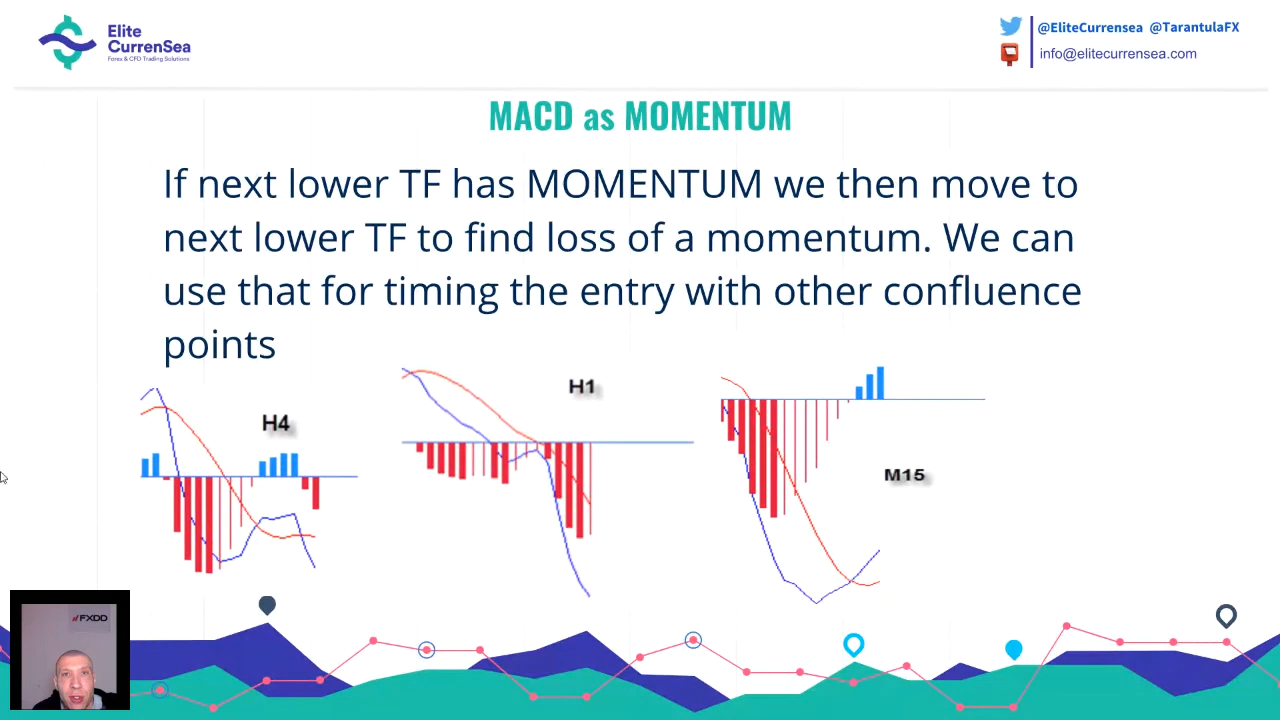 Elite
CurrenSea
Forex & CFD Trading Solutions
@EliteCurrensea @TarantulaFX
info@elitecurrensea.com
MACD as MOMENTUM
If next lower TF has MOMENTUM we then move to
next lower TF to find loss of a momentum. We can
use that for timing the entry with other confluence
points
H4
H1
M15
FXDD